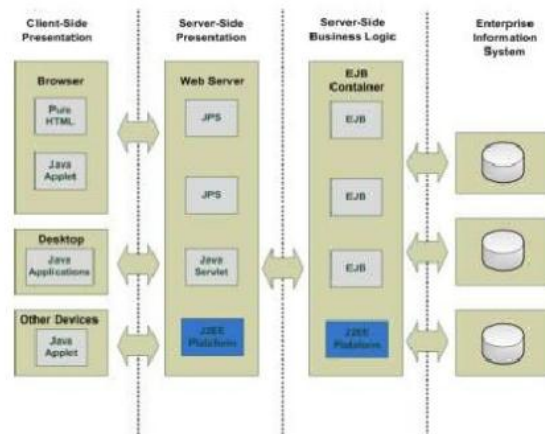 Client-Side
Presentation
Server-Side
Presentation
Server-Side
Business Logic
Enterprise
Information
System
Browser
Pure
HTML
Java
Applet
Desktop
Java
Applications
Other Devices
Java
Applet
Web Server
JPS
JPS
Java
Servlet
J2EE
Plataform
EJB
Container
EJB
EJB
EJB
J2EE
Plataform